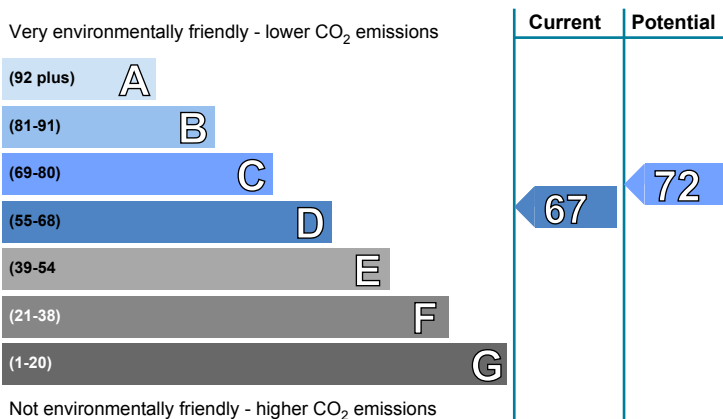 Current Potential
Very environmentally friendly - lower CO2 emissions
(92 plus) A
(81-91) B
(69-80) C
(55-68) D
(39-54 E
(21-38) F
(1-20) G
67
72
Not environmentally friendly - higher CO2 emissions